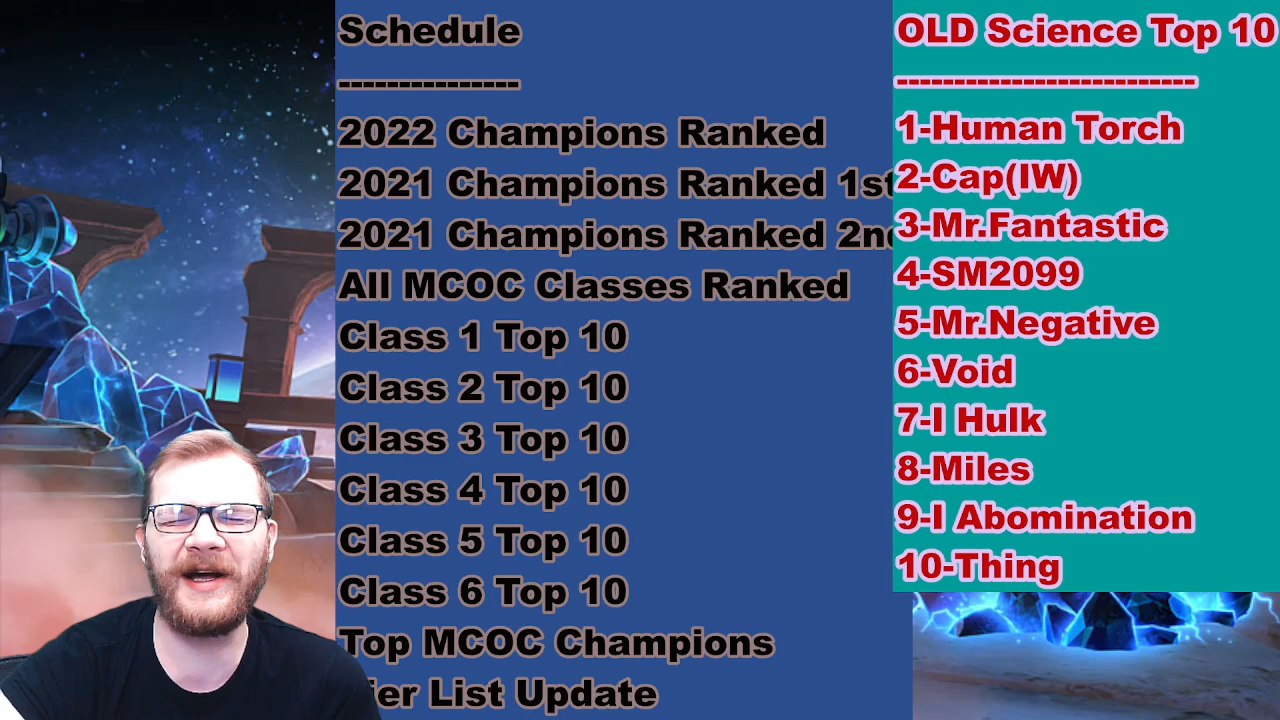 Schedule
---------------
2022 Champions Ranked
2021 Champions Ranked 1st
2021 Champions Ranked 2nd
All MCOC Classes Ranked
Class 1 Top 10
Class 2 Top 10
Class 3 Top 10
Class 4 Top 10
Class 5 Top 10
Class 6 Top 10
Top MCOC Champions
Tier List Update
OLD Science Top 10
--------------------------
1-Human Torch
2-Cap(IW)
3-Mr.Fantastic
4-SM2099
5-Mr.Negative
6-Void
7-I Hulk
8-Miles
9-I Abomination
10-Thing